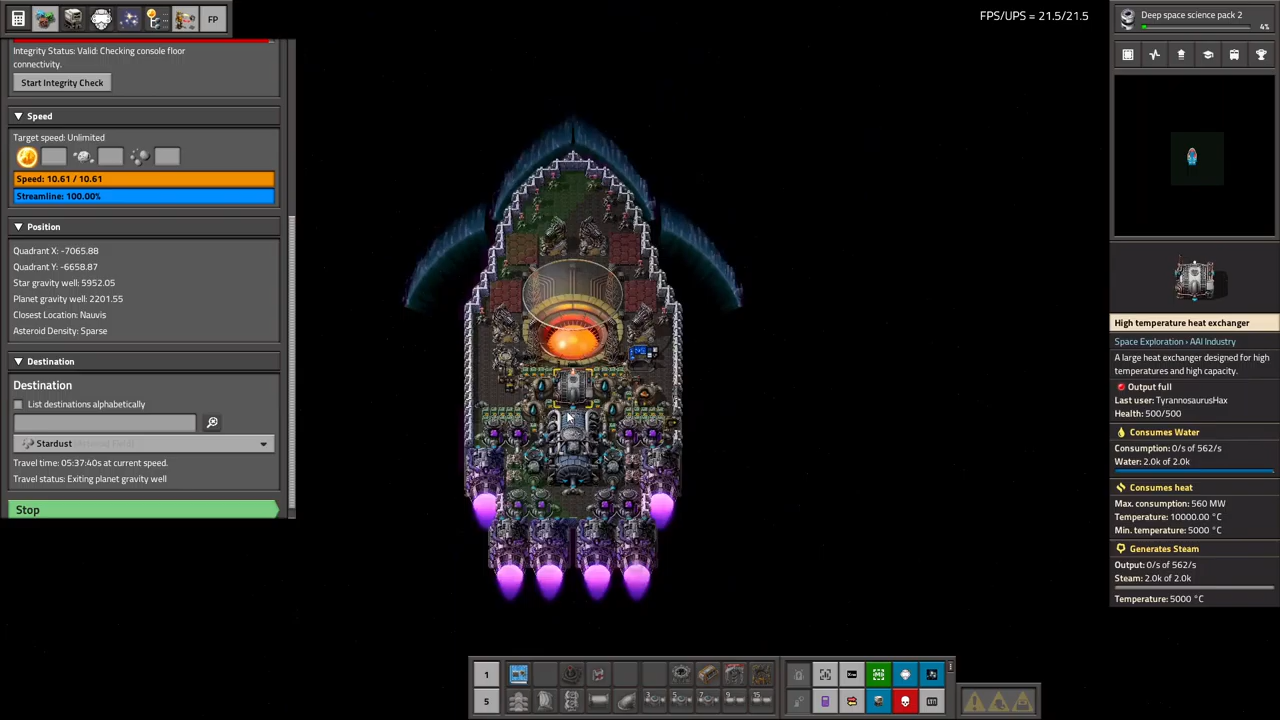 FP
FPS/UPS = 21.5/21.5
Deep space science pack 2
4%
Integrity Status: Valid: Checking console floor
connectivity.
Start Integrity Check
Speed
Target speed: Unlimited
Speed: 10.61 / 10.61
Streamline: 100.00%
Position
Quadrant X: -7065.88
Quadrant Y: -6658.87
Star gravity well: 5952.05
Planet gravity well: 2201.55
Closest Location: Nauvis
Asteroid Density: Sparse
Destination
Destination
List destinations alphabetically
Stardust
Travel time: 05:37:40s at current speed.
Travel status: Exiting planet gravity well
Stop
High temperature heat exchanger
Space Exploration › AAI Industry
A large heat exchanger designed for high
temperatures and high capacity.
Output full
Last user: TyrannosaurusHax
Health: 500/500
Consumes Water
Consumption: 0/s of 562/s
Water: 2.0k of 2.0k
Consumes heat
Max. consumption: 560 MW
Temperature: 10000.00 °C
Min. temperature: 5000 °C
Generates Steam
Output: 0/s of 562/s
Steam: 2.0k of 2.0k
Temperature: 5000 °C
1
5 3 5 7 9 15